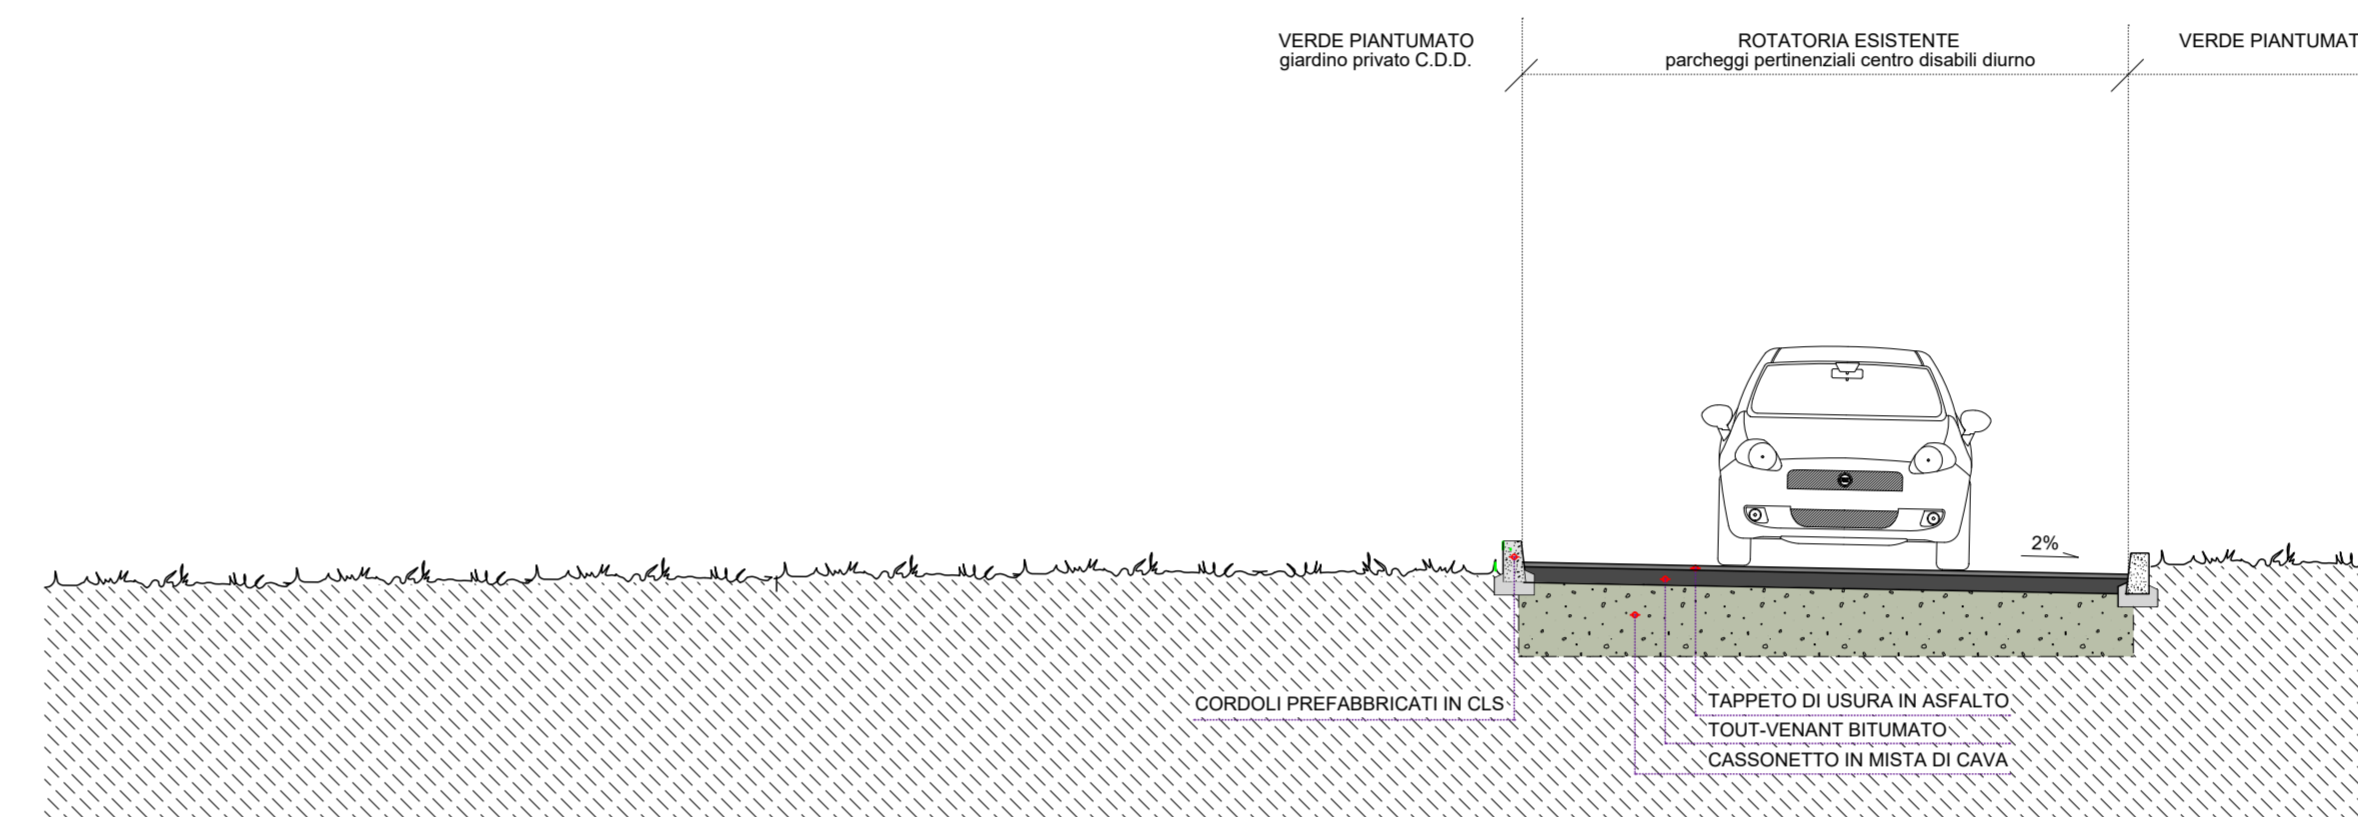 VERDE PIANTUMATO
giardino privato C.D.D.
ROTATORIA ESISTENTE
parcheggi pertinenziali centro disabili diurno
VERDE PIANTUMAT
2%
CORDOLI PREFABBRICATI IN CLS
TAPPETO DI USURA IN ASFALTO
TOUT-VENANT BITUMATO
CASSONETTO IN MISTA DI CAVA